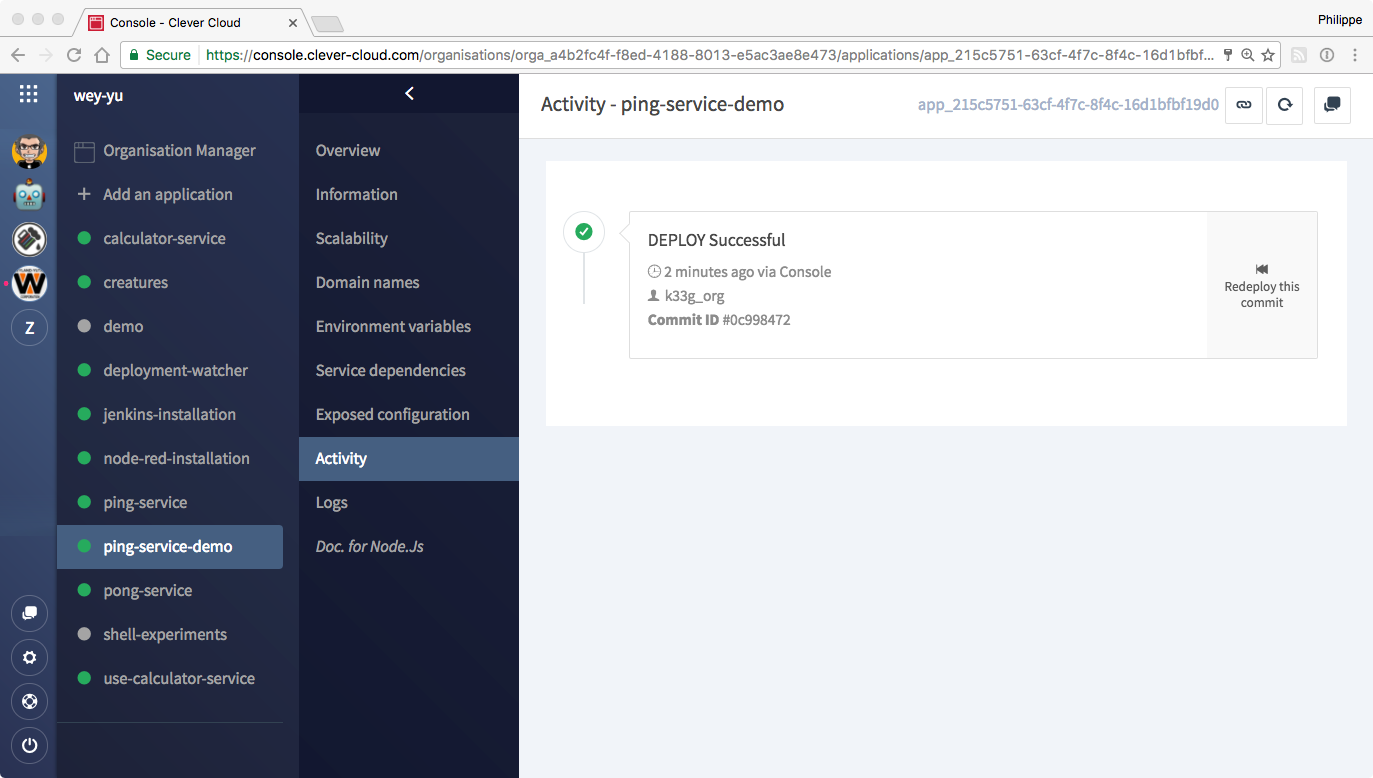 Console - Clever Cloud
Philippe
Secure
https://console.clever-cloud.com/organisations/orga_a4b2fc4f-f8ed-4188-8013-e5ac3ae8e473/applications/app_215c5751-63cf-4f7c-8f4c-16d1bfbf...
wey-yu
Organisation Manager
Add an application
calculator-service
creatures
demo
deployment-watcher
jenkins-installation
node-red-installation
ping-service
ping-service-demo
pong-service
shell-experiments
use-calculator-service
W
Z
Overview
Information
Scalability
Domain names
Environment variables
Service dependencies
Exposed configuration
Activity
Logs
Doc. for Node.Js
Activity - ping-service-demo
app_215c5751-63cf-4f7c-8f4c-16d1bfbf19d0
DEPLOY Successful
2 minutes ago via Console
k33g_org
Commit ID #0c998472
Redeploy this
commit